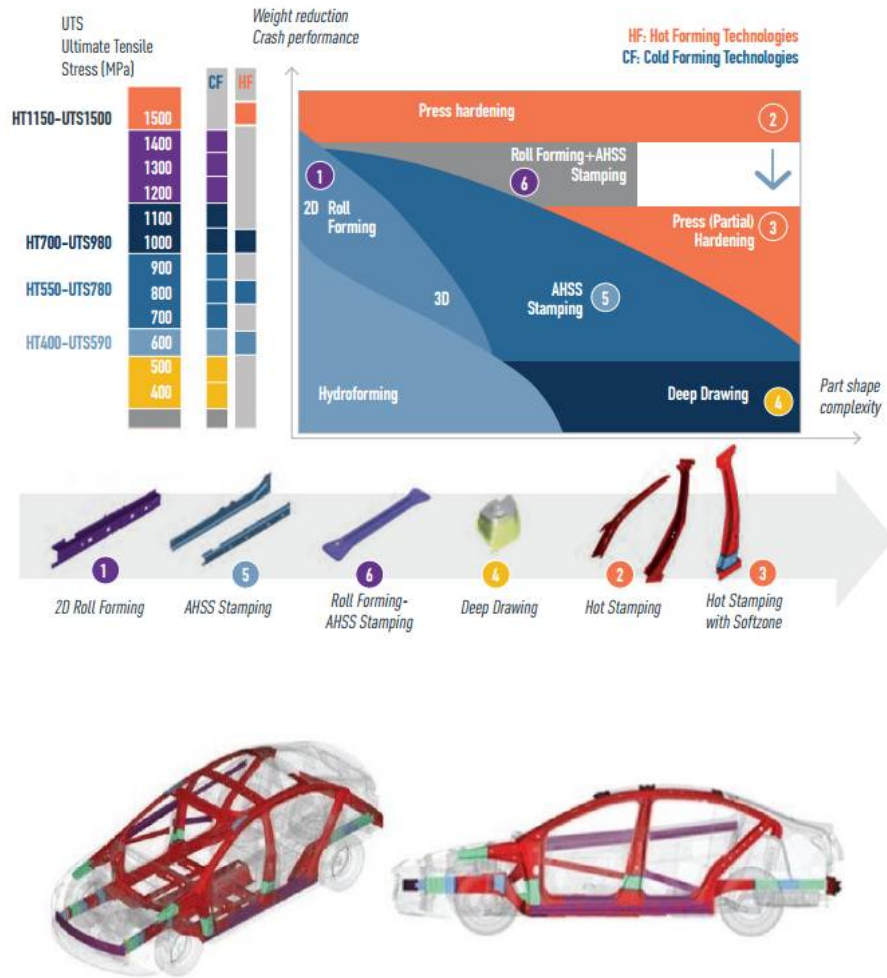 UTS
Ultimate Tensile
Stress (MPa)
Weight reduction
Crash performance
HF: Hot Forming Technologies
CF: Cold Forming Technologies
CF
HF
HT1150-UTS1500
1500
1400
1300
1200
1100
HT700-UTS980
1000
900
HT550-UTS780
800
700
HT400-UTS590
600
500
400
Press hardening
2
Roll Forming+AHSS
Stamping
6
1
2D Roll
Forming
Press (Partial)
Hardening
3
3D
AHSS
Stamping
5
Hydroforming
Deep Drawing
4
Part shape
complexity
1
2D Roll Forming
5
AHSS Stamping
6
Roll Forming-
AHSS Stamping
4
Deep Drawing
2
Hot Stamping
3
Hot Stamping
with Softzone